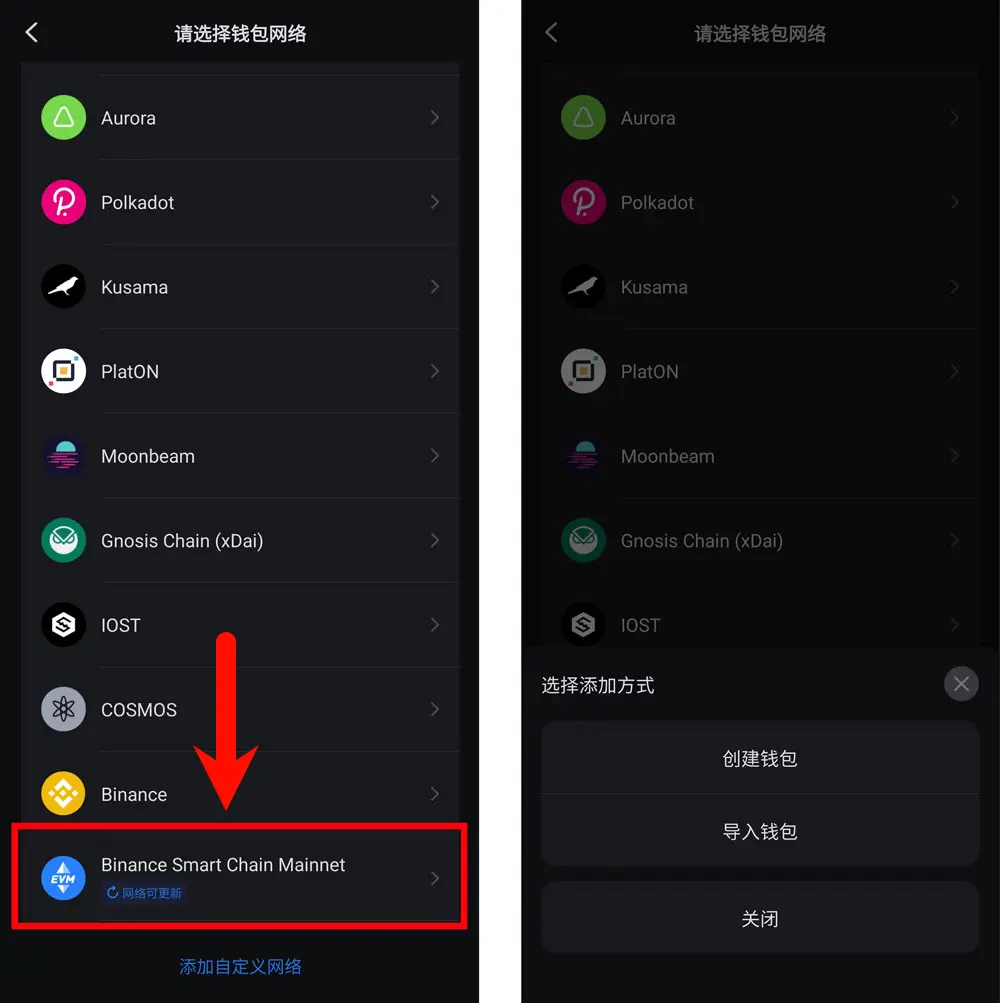 请选择钱包网络
Aurora
Polkadot
Kusama
PlatON
Moonbeam
Gnosis Chain (xDai)
IOST
COSMOS
Binance
Binance Smart Chain Mainnet
EVM
网络可更新
添加自定义网络
请选择钱包网络
Aurora
Polkadot
Kusama
PlatON
Moonbeam
Gnosis Chain (xDai)
IOST
选择添加方式
创建钱包
导入钱包
关闭